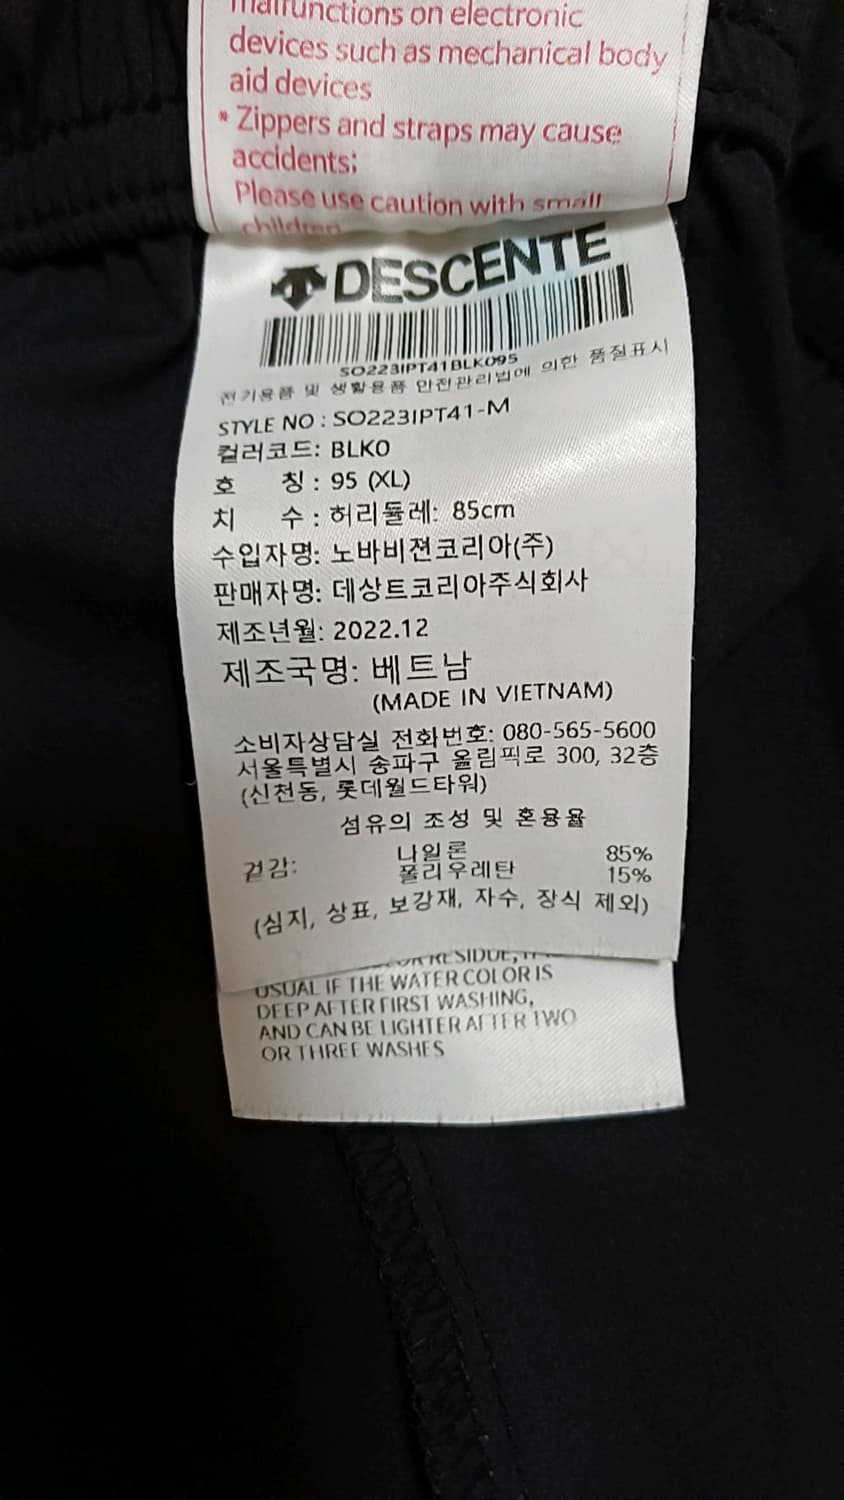 malfunctions on electronic
devices such as mechanical body
aid devices
* Zippers and straps may cause
accidents;
Please use caution with small
children
DESCENTE
SO223IPT41BLK095
전기용품 및 생활용품 안전관리법에 의한 품질표시
STYLE NO : SO223IPT41-M
컬러코드: BLK0
호 칭 : 95 (XL)
치 수 : 허리둘레: 85cm
수입자명: 노바비젼코리아(주)
판매자명: 데상트코리아주식회사
제조년월: 2022.12
제조국명: 베트남
(MADE IN VIETNAM)
소비자상담실 전화번호: 080-565-5600
서울특별시 송파구 올림픽로 300, 32층
(신천동, 롯데월드타워)
섬유의 조성 및 혼용율
겉감: 나일론 85%
폴리우레탄 15%
(심지, 상표, 보강재, 자수, 장식 제외)
RESIDUE,
USUAL IF THE WATER COLOR IS
DEEP AFTER FIRST WASHING,
AND CAN BE LIGHTER AFTER TWO
OR THREE WASHES